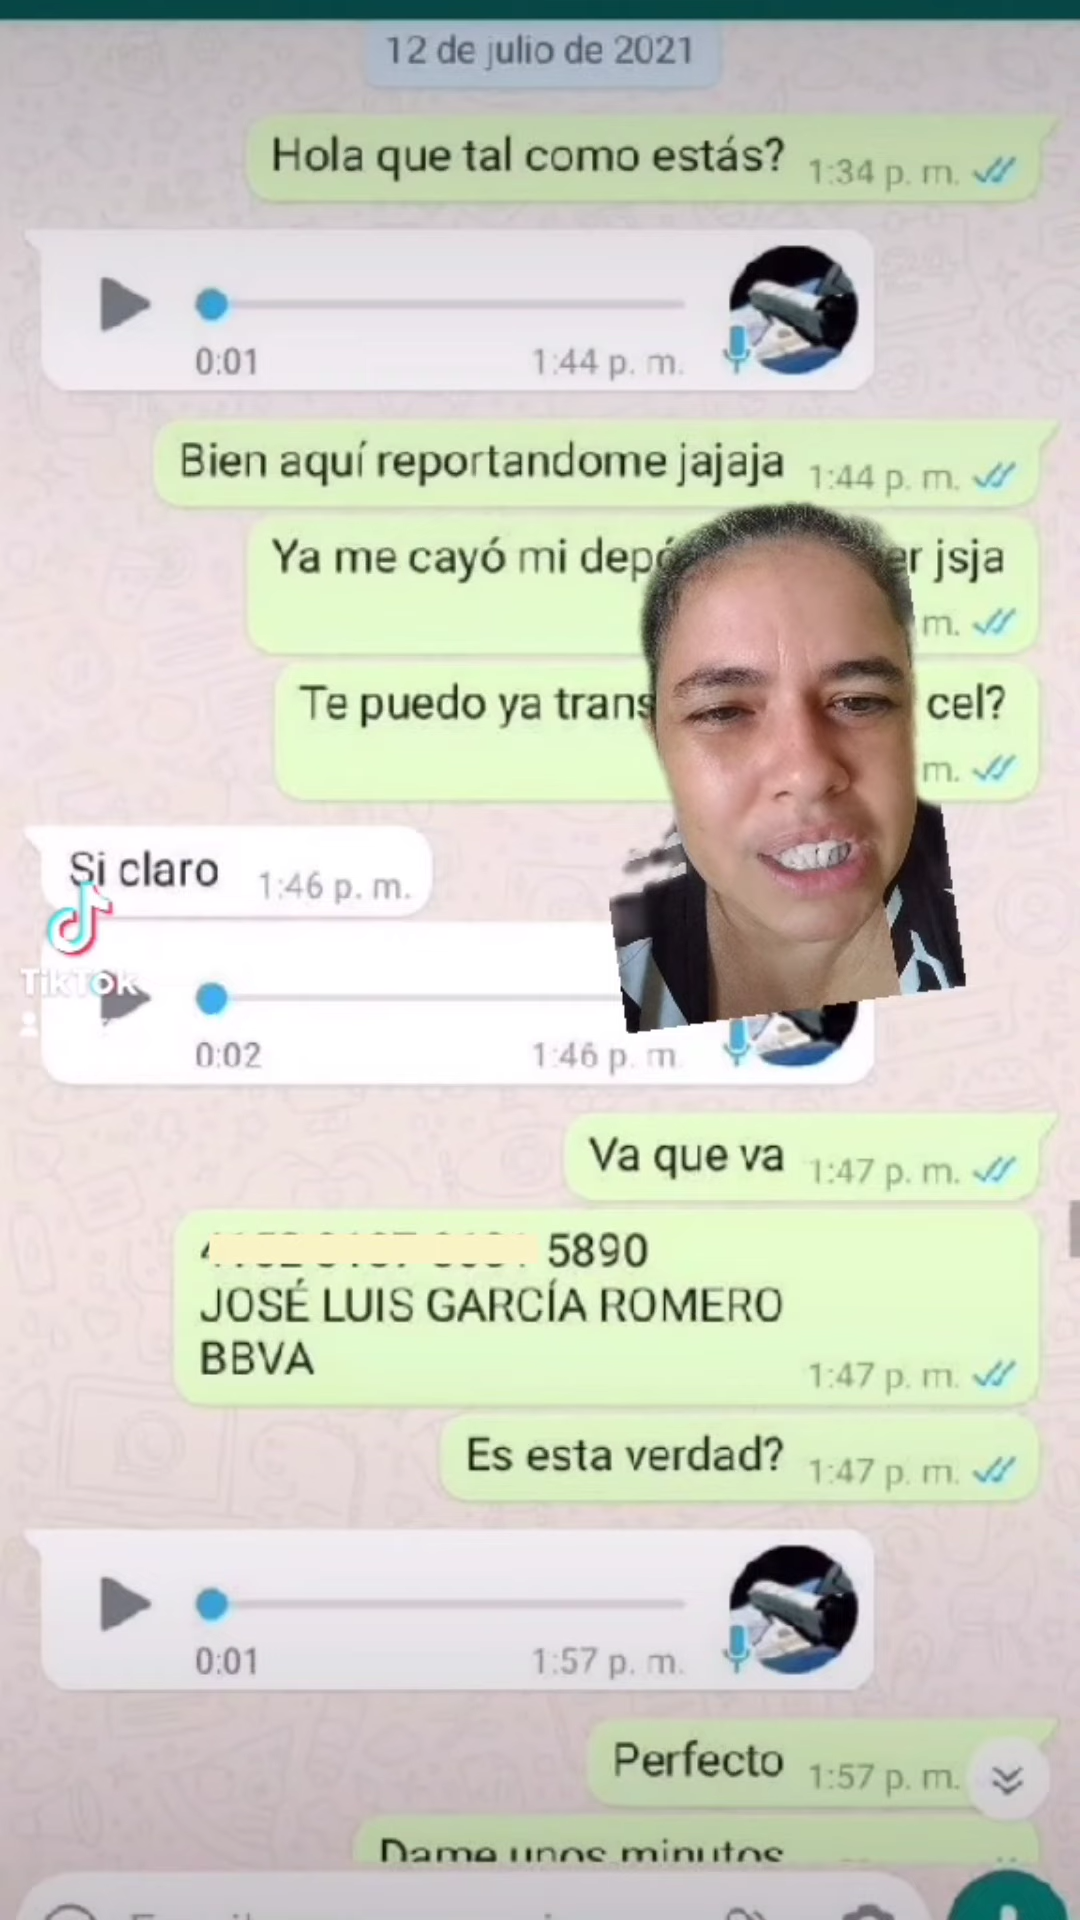 12 de julio de 2021
Hola que tal como estás? 1:34 p. m.
0:01 1:44 p. m.
Bien aquí reportandome jajaja 1:44 p. m.
Ya me cayó mi jsja
m.
Te puedo ya cel?
m.
Si claro 1:46 p. m.
TikTok
0:02 1:46 p. m.
Va que va 1:47 p. m.
5890
JOSÉ LUIS GARCÍA ROMERO
BBVA
1:47 p. m.
Es esta verdad? 1:47 p. m.
0:01 1:57 p. m.
Perfecto 1:57 p. m.
Dame unos minutos